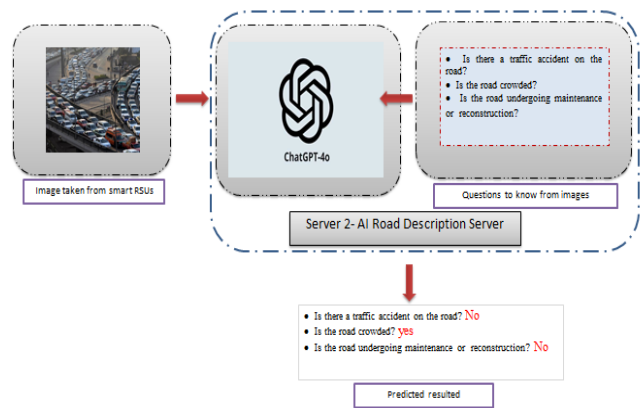 • Is there a traffic accident on the
road?
• Is the road crowded?
• Is the road undergoing maintenance
or reconstruction?
ChatGPT-4o
Image taken from smart RSUs
Questions to know from images
Server 2- AI Road Description Server
• Is there a traffic accident on the road? No
• Is the road crowded? yes
• Is the road undergoing maintenance or reconstruction? No
Predicted resulted